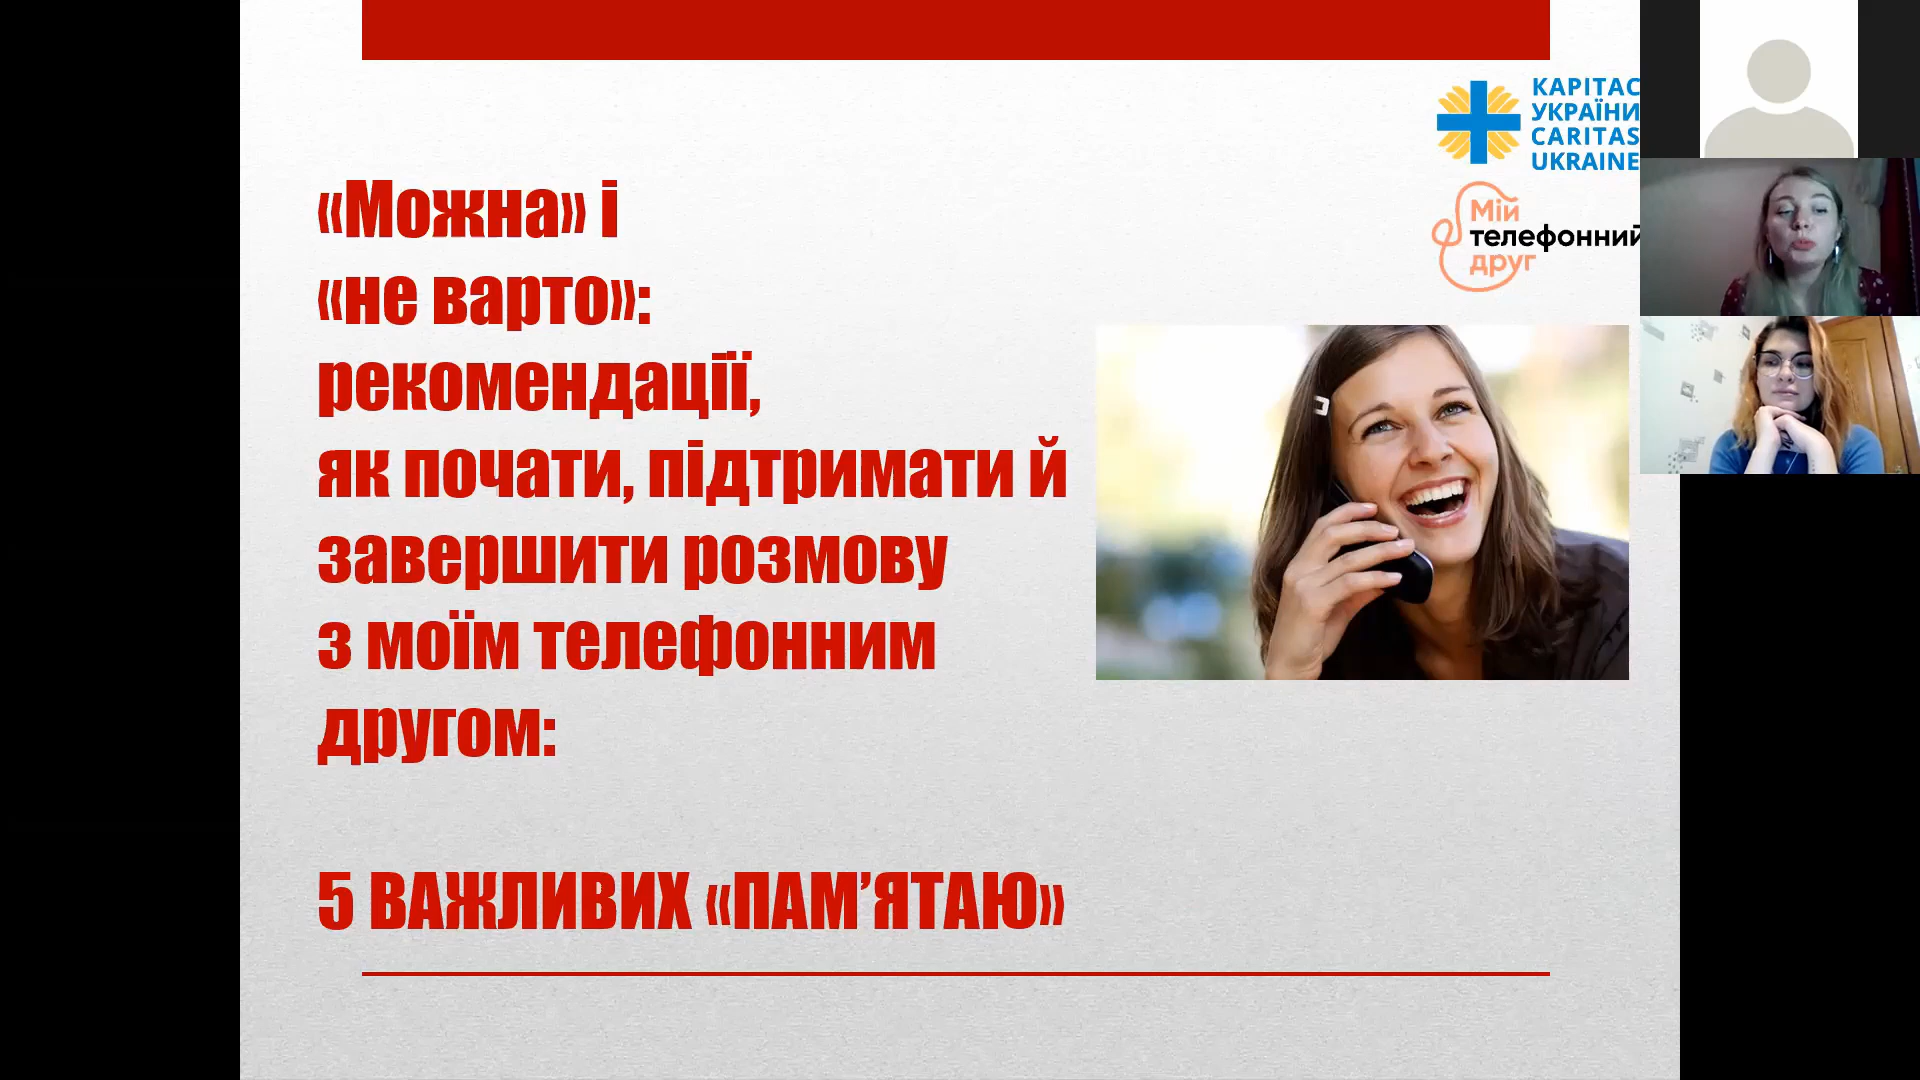 «Можна» і
«не варто»:
рекомендації,
як почати, підтримати й
завершити розмову
з моїм телефонним
другом:
5 ВАЖЛИВИХ «ПАМ’ЯТАЮ»
КАРІТАС
УКРАЇНИ
CARITAS
UKRAINE
Мій
телефонний
друг